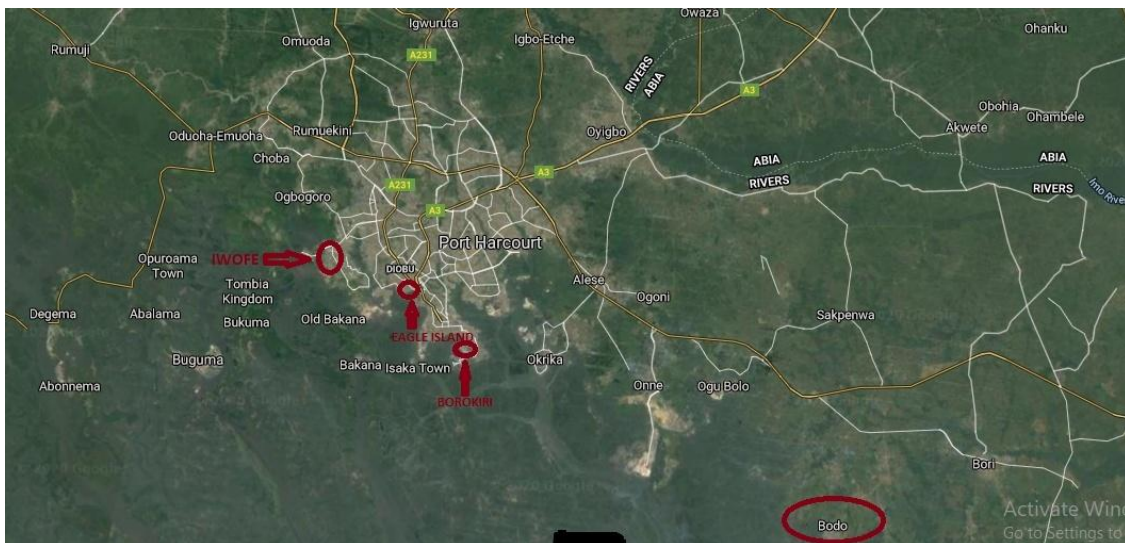 Owaza
Igwuruta
Ohanku
Omuoda
Igbo-Etche
Rumuji
A231
RIVERS
ABIA
A3
Obohia
Ohambele
Oduoha-Emuoha
Rumuekini
Oyigbo
Akwete
Choba
ABIA
ABIA
A3
RIVERS
RIVERS
Imo River
A231
Ogbogoro
A3
Port Harcourt
IWOFE
Opuroama
Town
DIOBU
Alese
Tombia
Kingdom
Ogoni
Degema
Abalama
Bukuma
Old Bakana
Sakpenwa
EAGLE ISLAND
Buguma
Bakana
Isaka Town
Okrika
Abonnema
Onne
Ogu Bolo
BOROKIRI
Bori
Activate Wind
Go to Settings to
Bodo